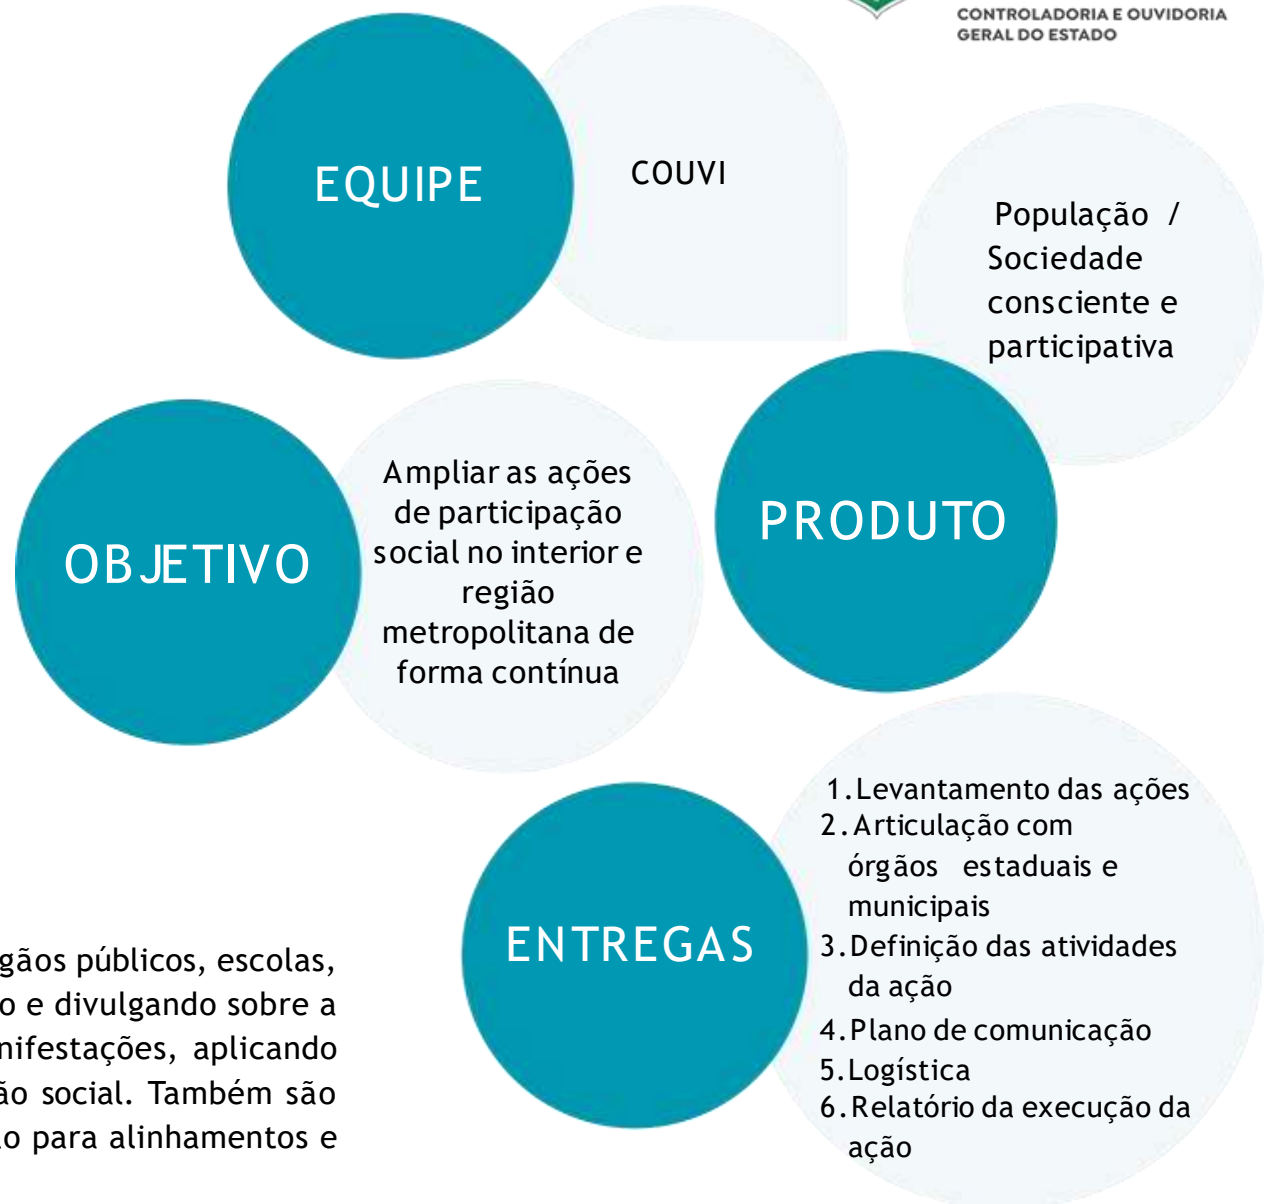 CONTROLADORIA E OUVIDORIA
GERAL DO ESTADO
EQUIPE
COUVI
População /
Sociedade
consciente e
participativa
PRODUTO
OBJETIVO
Ampliar as ações
de participação
social no interior e
região
metropolitana de
forma contínua
ENTREGAS
1.Levantamento das ações
2.Articulação com
órgãos estaduais e
municipais
3.Definição das atividades
da ação
4.Plano de comunicação
5.Logística
6.Relatório da execução da
ação
gãos públicos, escolas,
o e divulgando sobre a
nifestações, aplicando
ão social. Também são
ão para alinhamentos e